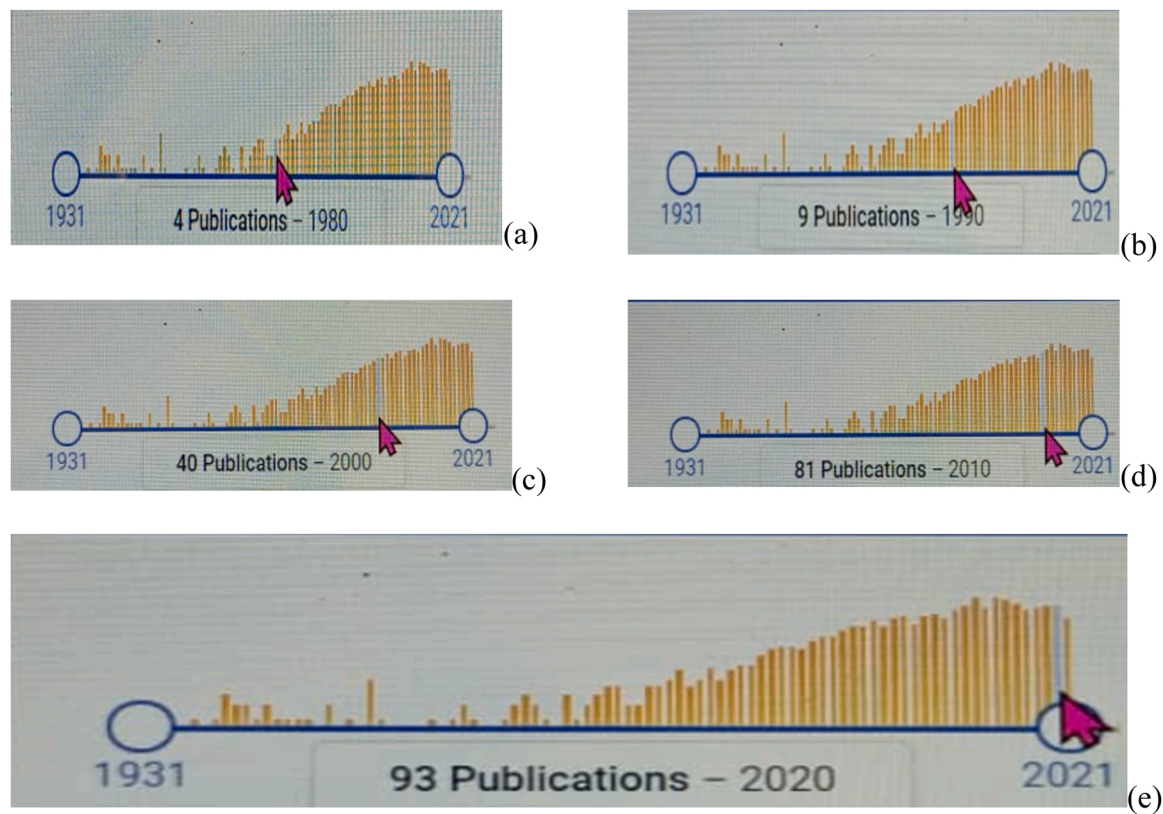 1931 4 Publications – 1980 2021
(a)
1931 9 Publications – 1990 2021
(b)
1931 40 Publications – 2000 2021
(c)
1931 81 Publications – 2010 2021
(d)
1931 93 Publications – 2020 2021
(e)